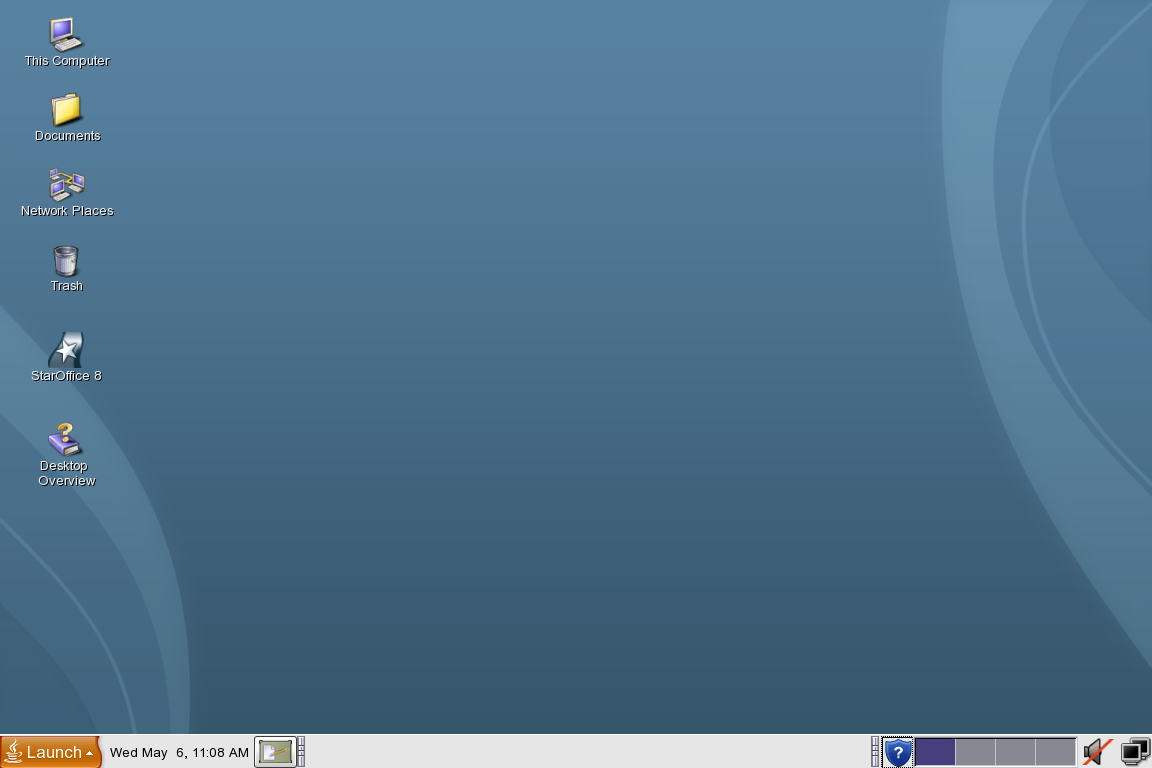 This Computer
Documents
Network Places
Trash
StarOffice 8
Desktop
Overview
Launch
Wed May  6, 11:08 AM
?